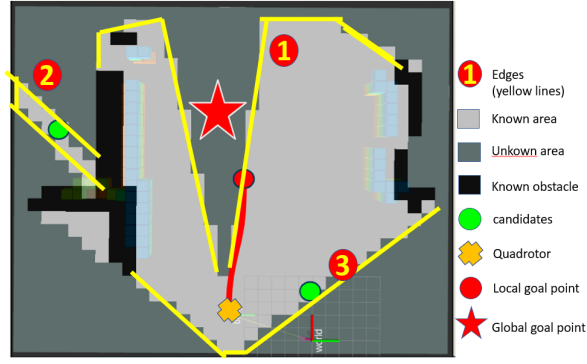 1
2
3
world
1 Edges
(yellow lines)
Known area
Unkown area
Known obstacle
candidates
Quadrotor
Local goal point
Global goal point